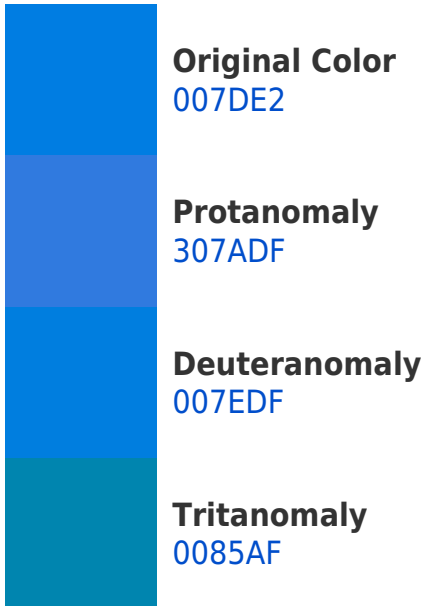 Original Color
007DE2
Protanomaly
307ADF
Deuteranomaly
007EDF
Tritanomaly
0085AF